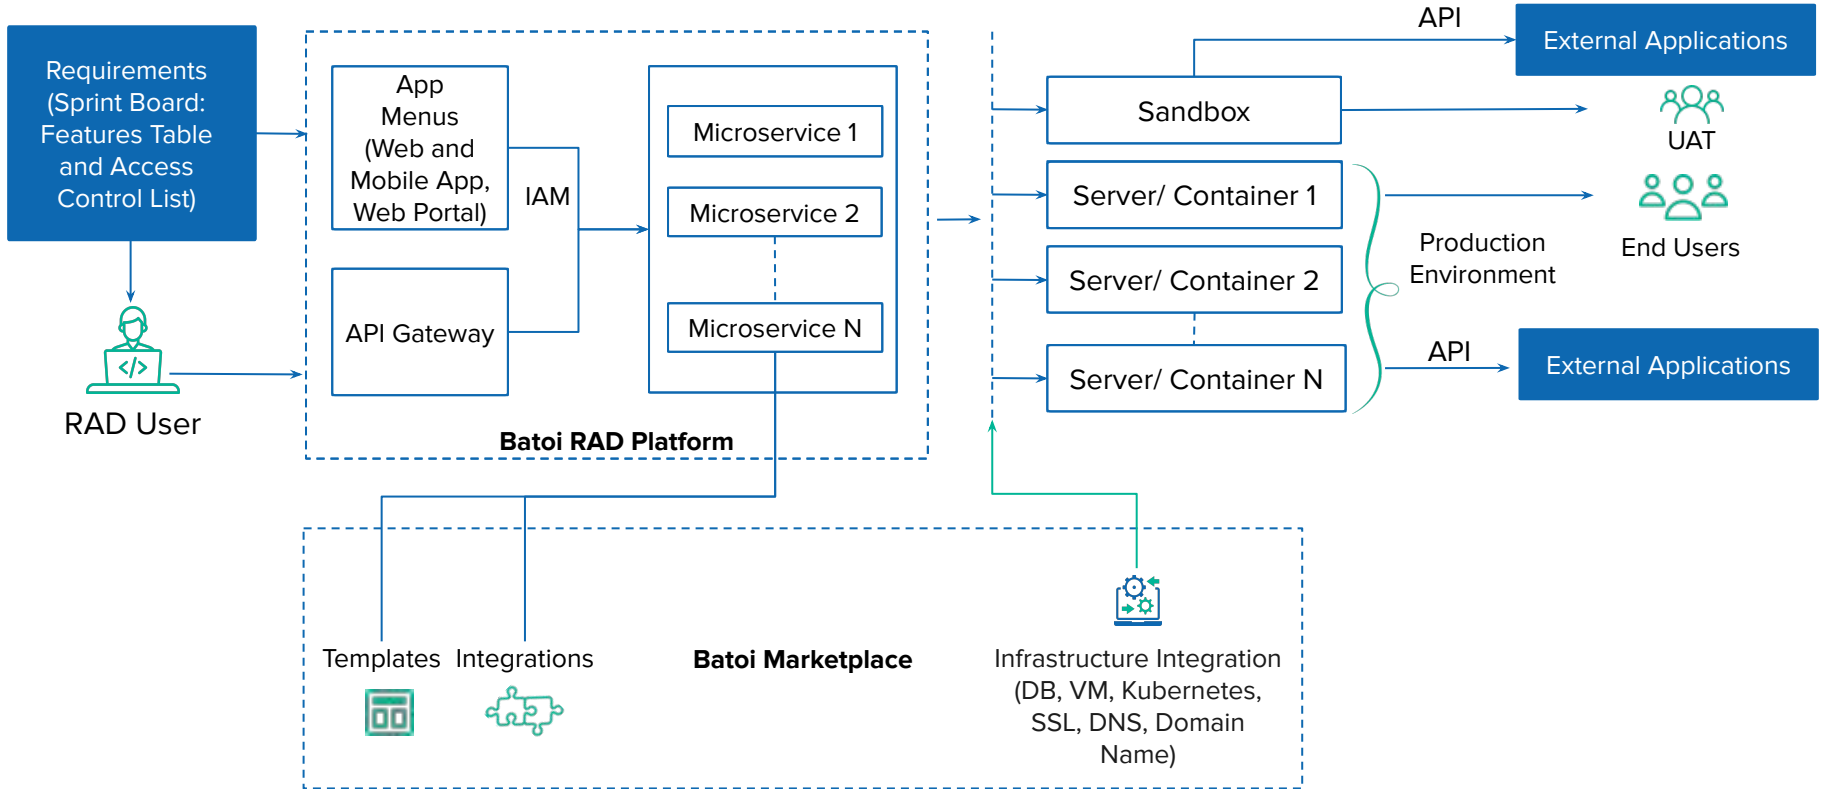 Requirements
(Sprint Board:
Features Table
and Access
Control List)
RAD User
App
Menus
(Web and
Mobile App,
Web Portal)
IAM
API Gateway
Microservice 1
Microservice 2
Microservice N
Batoi RAD Platform
Sandbox
Server/ Container 1
Server/ Container 2
Server/ Container N
API
External Applications
UAT
End Users
Production
Environment
API
External Applications
Templates
Integrations
Batoi Marketplace
Infrastructure Integration
(DB, VM, Kubernetes,
SSL, DNS, Domain
Name)